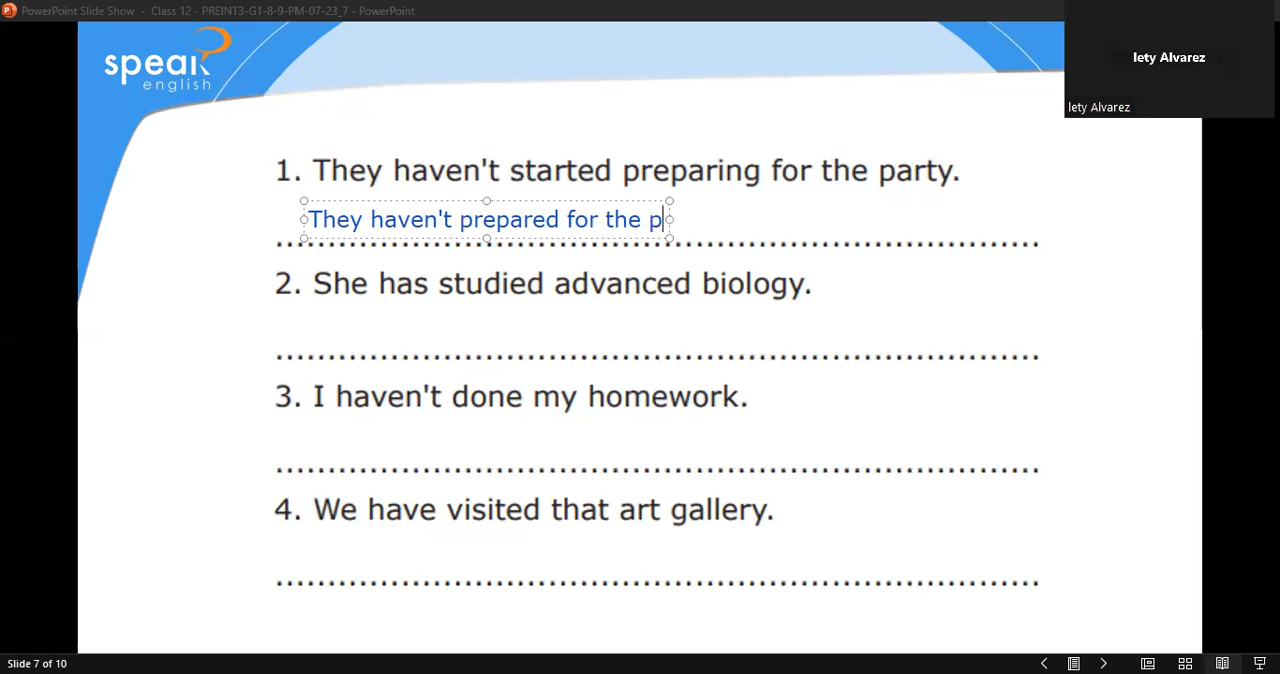 PowerPoint Slide Show - Class 12 - PREINT3-G1-8-9-PM-07-23_7 - PowerPoint
speak
english
lety Alvarez
lety Alvarez
1. They haven't started preparing for the party.
They haven't prepared for the p
................................................................................
2. She has studied advanced biology.
................................................................................
3. I haven't done my homework.
................................................................................
4. We have visited that art gallery.
................................................................................
Slide 7 of 10